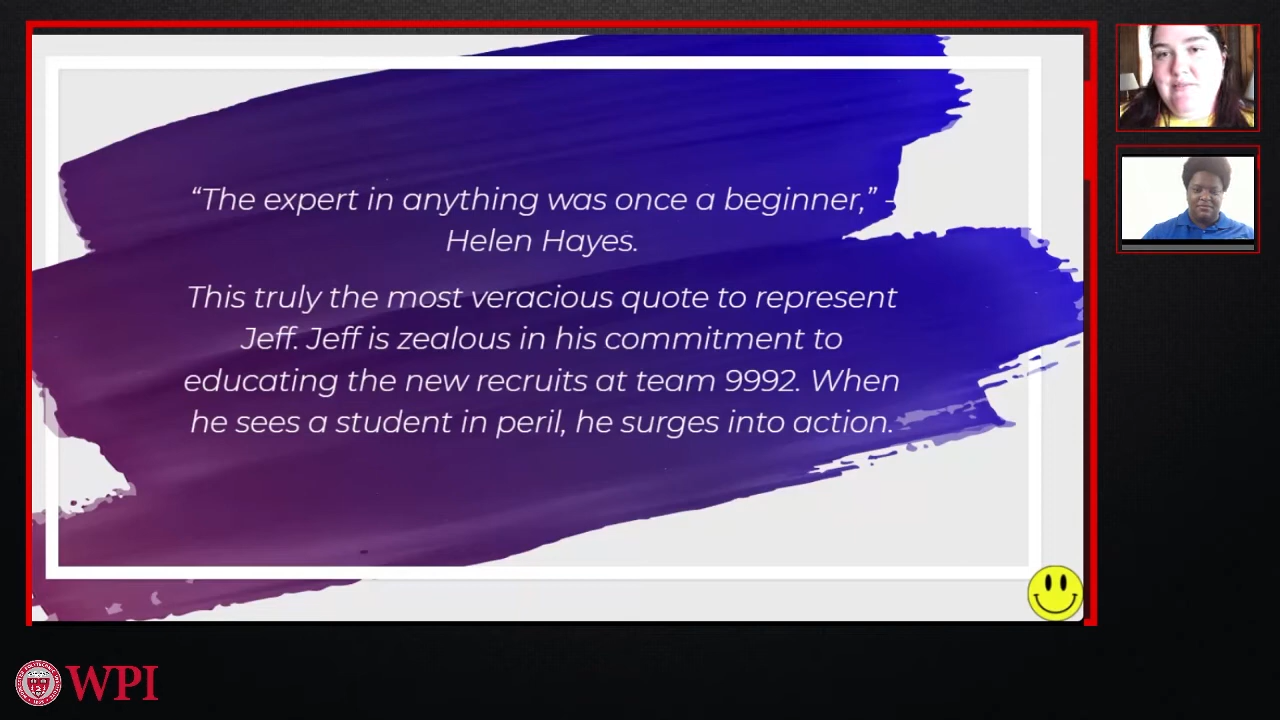 “The expert in anything was once a beginner,” -
Helen Hayes.
This truly the most veracious quote to represent
Jeff. Jeff is zealous in his commitment to
educating the new recruits at team 9992. When
he sees a student in peril, he surges into action.
WPI